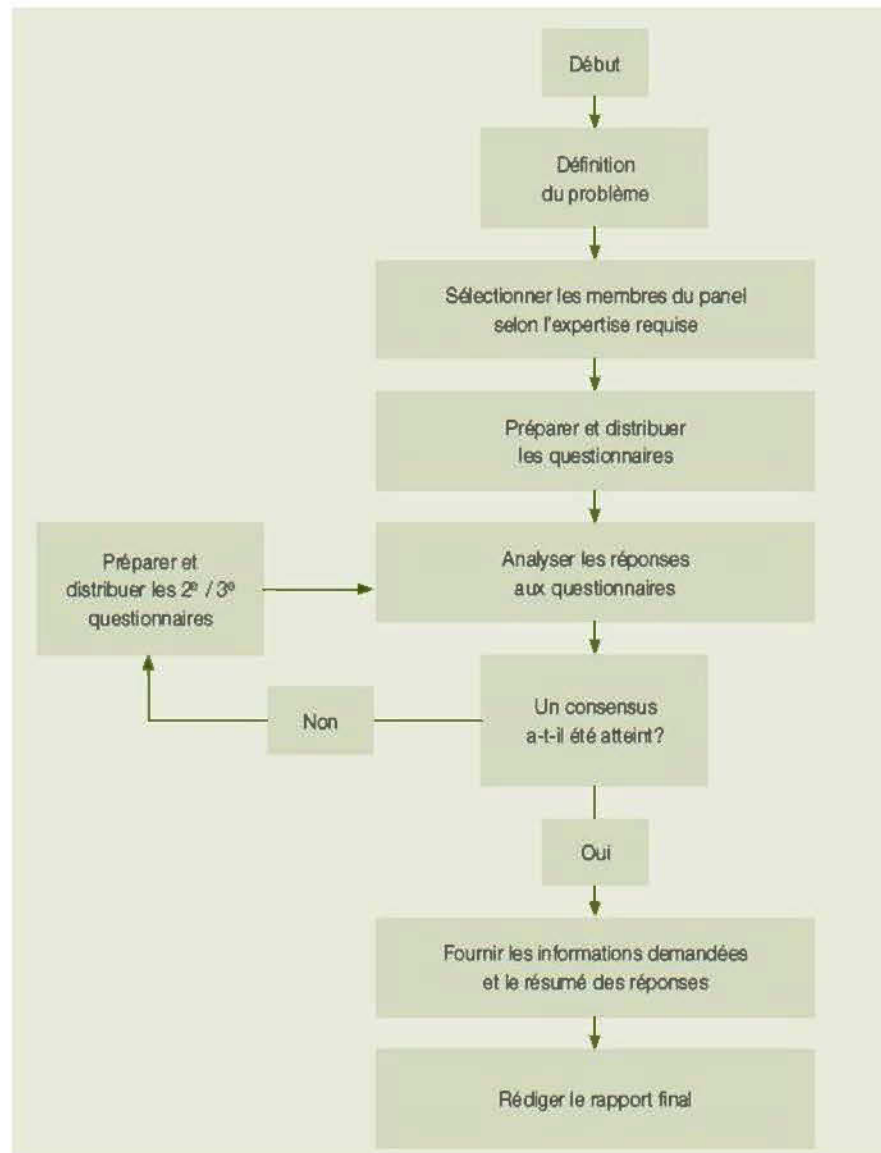 Début
Définition
du problème
Sélectionner les membres du panel
selon l'expertise requise
Préparer et distribuer
les questionnaires
Analyser les réponses
aux questionnaires
Préparer et
distribuer les 2e / 3e
questionnaires
Un consensus
a-t-il été atteint?
Non
Oui
Fournir les informations demandées
et le résumé des réponses
Rédiger le rapport final